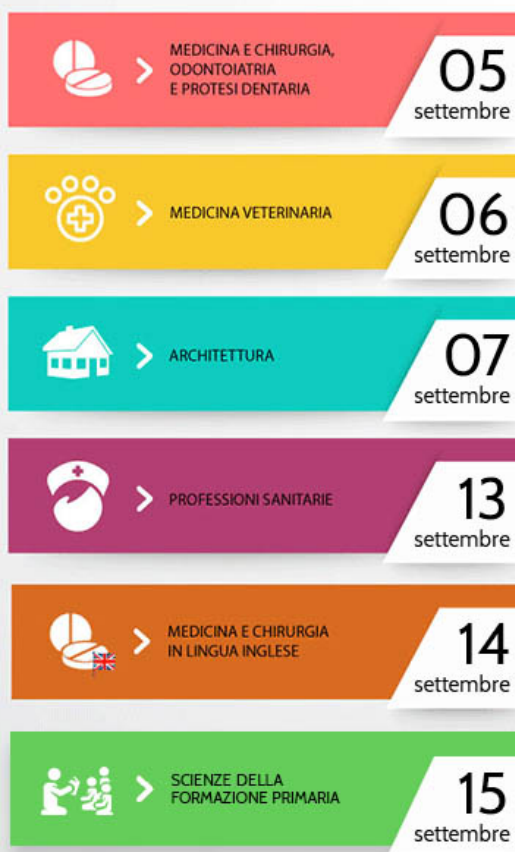 MEDICINA E CHIRURGIA,
ODONTOIATRIA
E PROTESI DENTARIA
05
settembre
MEDICINA VETERINARIA
06
settembre
ARCHITETTURA
07
settembre
PROFESSIONI SANITARIE
13
settembre
MEDICINA E CHIRURGIA
IN LINGUA INGLESE
14
settembre
SCIENZE DELLA
FORMAZIONE PRIMARIA
15
settembre